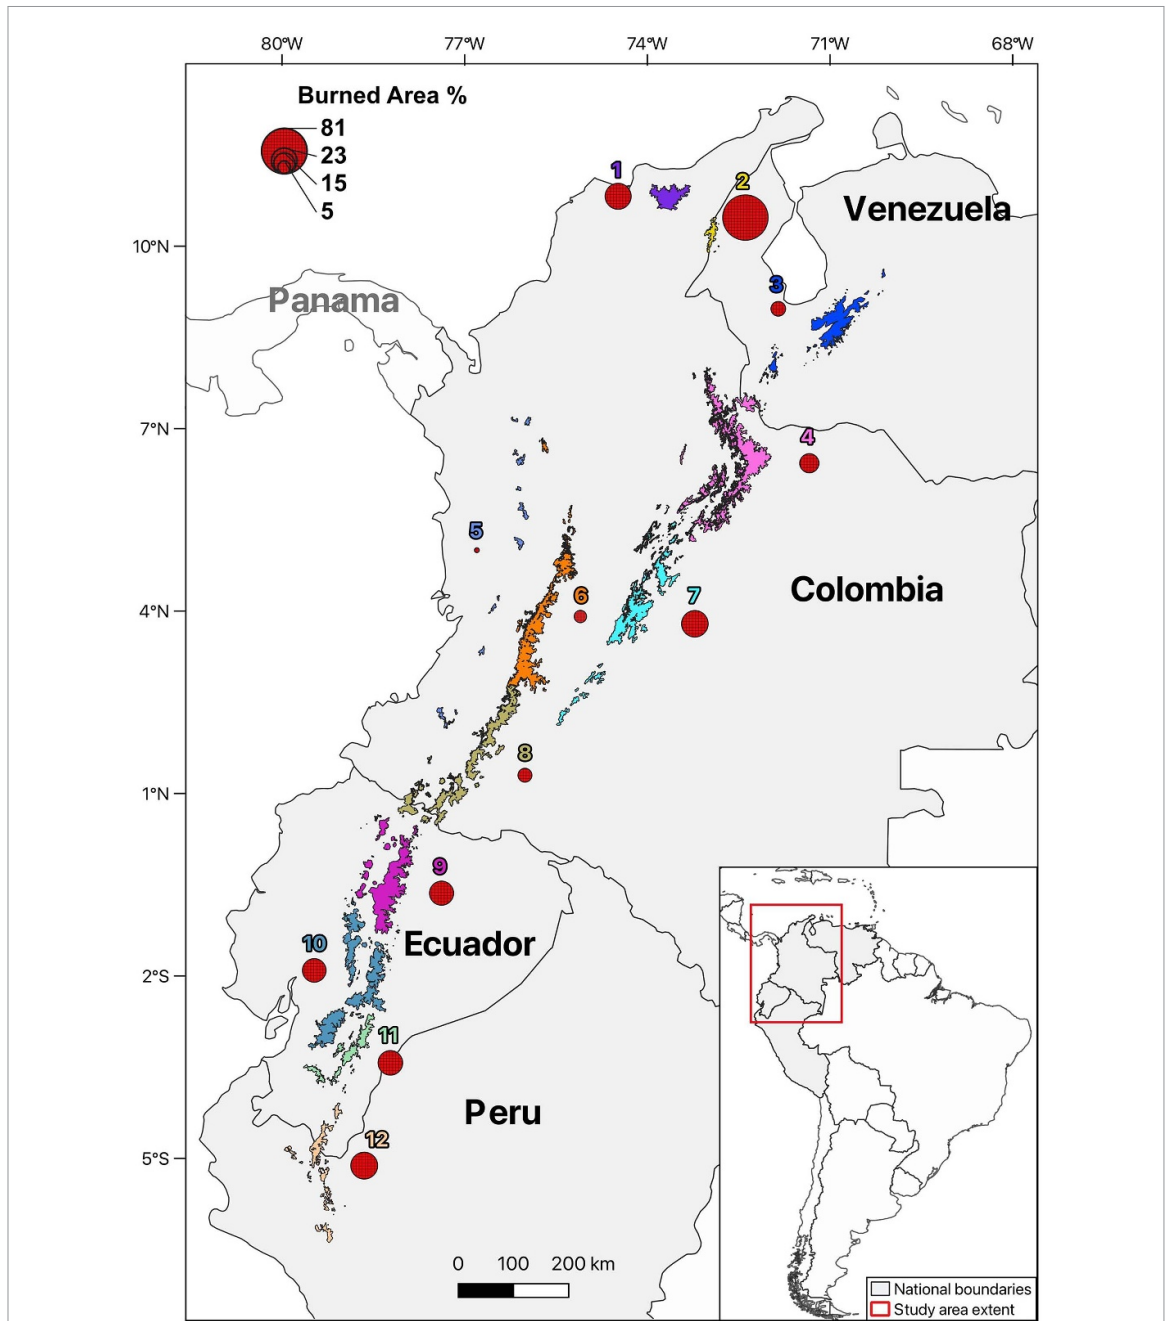 80°W 77°W 74°W 71°W 68°W
Burned Area %
81
23
15
5
1
2
Venezuela
10°N
3
Panama
7°N
4
5
Colombia
4°N
6
7
8
1°N
9
Ecuador
10
2°S
11
Peru
12
5°S
0 100 200 km
National boundaries
Study area extent